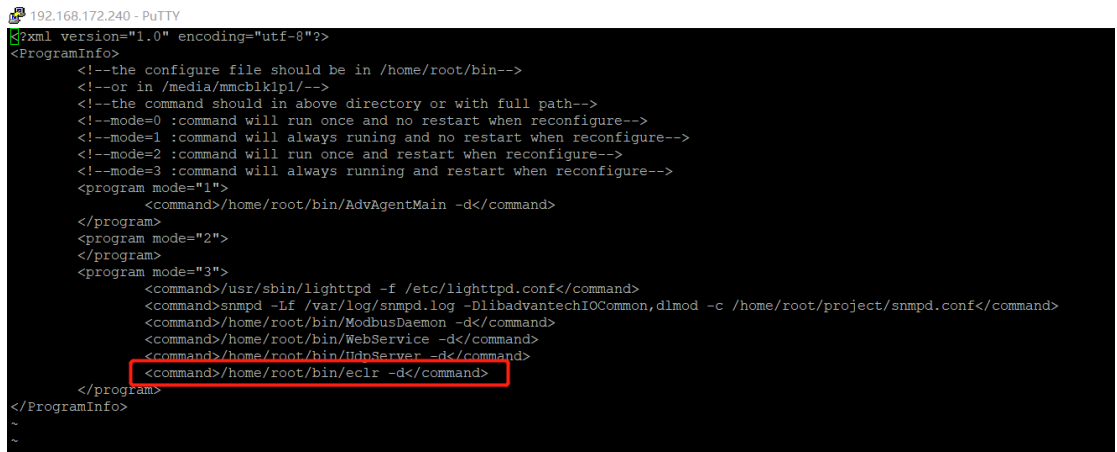 192.168.172.240 - PuTTY
<?xml version="1.0" encoding="utf-8"?>
<ProgramInfo>
<!--the configure file should be in /home/root/bin-->
<!--or in /media/mmcblk1p1/-->
<!--the command should in above directory or with full path-->
<!--mode=0 :command will run once and no restart when reconfigure-->
<!--mode=1 :command will always runing and no restart when reconfigure-->
<!--mode=2 :command will run once and restart when reconfigure-->
<!--mode=3 :command will always running and restart when reconfigure-->
<program mode="1">
<command>/home/root/bin/AdvAgentMain -d</command>
</program>
<program mode="2">
</program>
<program mode="3">
<command>/usr/sbin/lighttpd -f /etc/lighttpd.conf</command>
<command>snmpd -Lf /var/log/snmpd.log -DlibadvantechIOCommon,dlmod -c /home/root/project/snmpd.conf</command>
<command>/home/root/bin/ModbusDaemon -d</command>
<command>/home/root/bin/WebService -d</command>
<command>/home/root/bin/UdpServer -d</command>
<command>/home/root/bin/eclr -d</command>
</program>
</ProgramInfo>
~
~